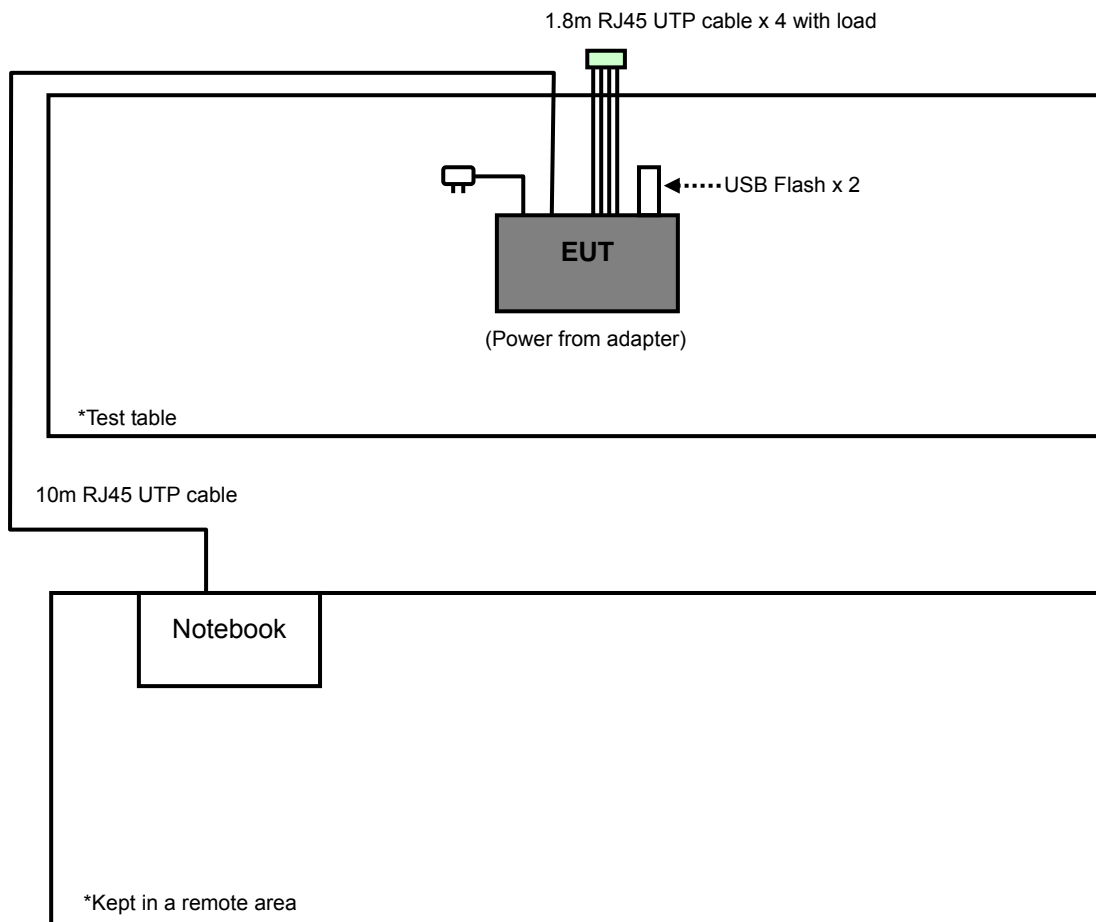 1.8m RJ45 UTP cable x 4 with load
USB Flash x 2
EUT
(Power from adapter)
*Test table
10m RJ45 UTP cable
Notebook
*Kept in a remote area